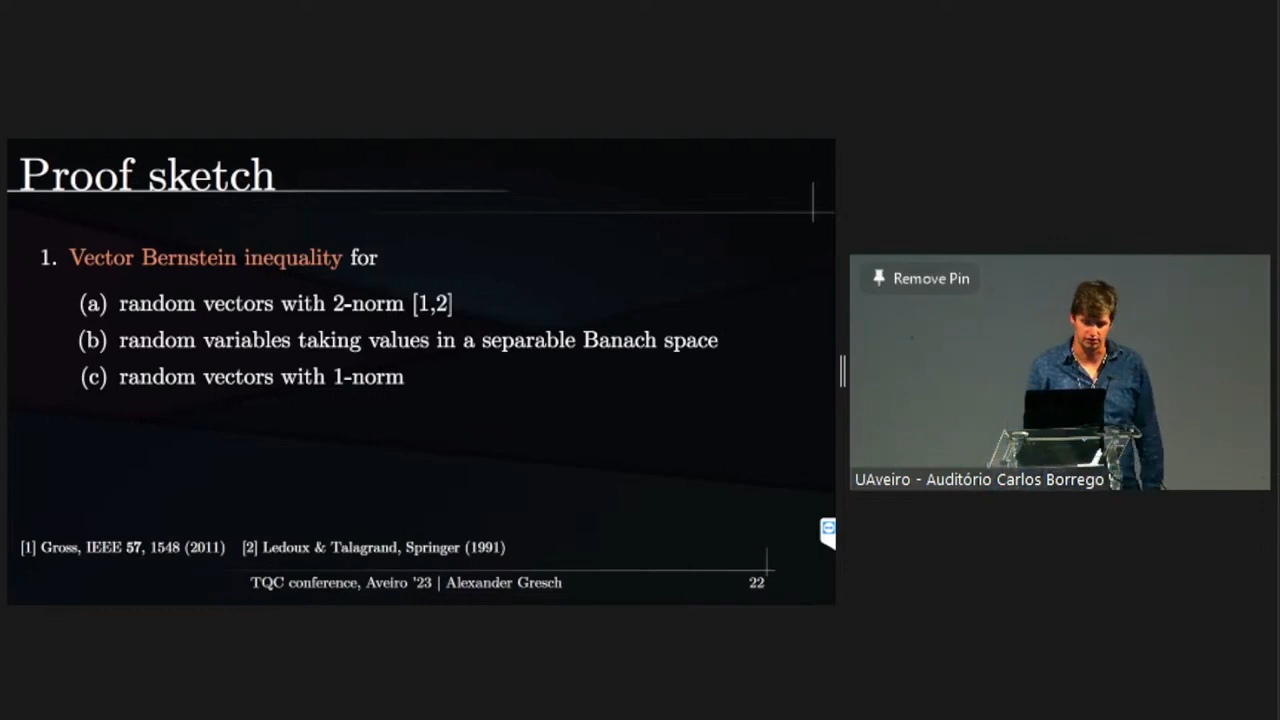 Proof sketch
1. Vector Bernstein inequality for
(a) random vectors with 2-norm [1,2]
(b) random variables taking values in a separable Banach space
(c) random vectors with 1-norm
[1] Gross, IEEE 57, 1548 (2011) [2] Ledoux & Talagrand, Springer (1991)
TQC conference, Aveiro '23 | Alexander Gresch 22
Remove Pin
UAveiro - Auditório Carlos Borrego